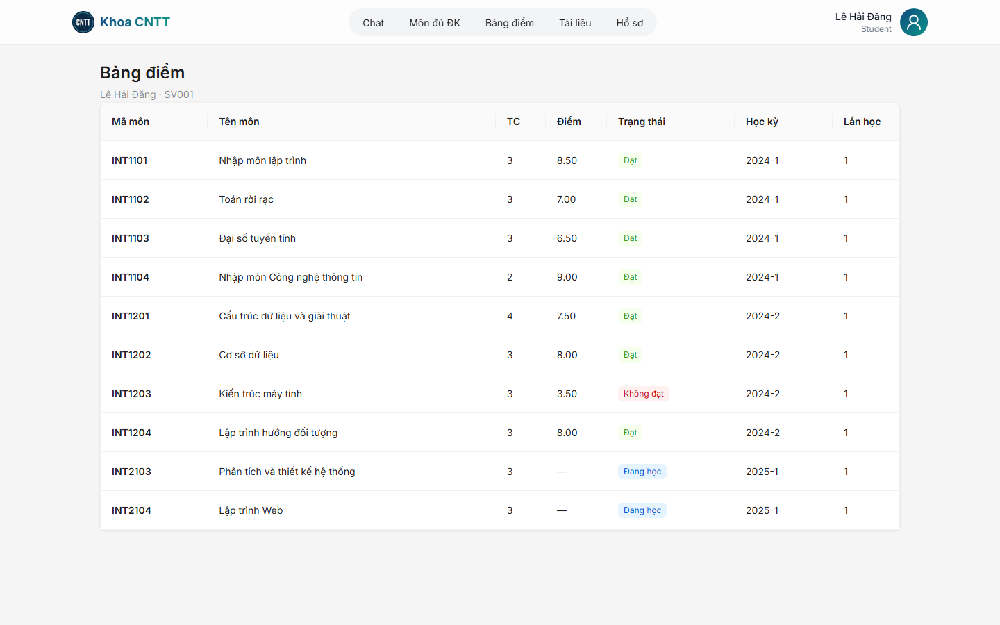 CNTT Khoa CNTT Chat Môn đủ ĐK Bảng điểm Tài liệu Hồ sơ Lê Hải Đăng
Student
Bảng điểm
Lê Hải Đăng · SV001
Mã môn Tên môn TC Điểm Trạng thái Học kỳ Lần học
INT1101 Nhập môn lập trình 3 8.50 Đạt 2024-1 1
INT1102 Toán rời rạc 3 7.00 Đạt 2024-1 1
INT1103 Đại số tuyến tính 3 6.50 Đạt 2024-1 1
INT1104 Nhập môn Công nghệ thông tin 2 9.00 Đạt 2024-1 1
INT1201 Cấu trúc dữ liệu và giải thuật 4 7.50 Đạt 2024-2 1
INT1202 Cơ sở dữ liệu 3 8.00 Đạt 2024-2 1
INT1203 Kiến trúc máy tính 3 3.50 Không đạt 2024-2 1
INT1204 Lập trình hướng đối tượng 3 8.00 Đạt 2024-2 1
INT2103 Phân tích và thiết kế hệ thống 3 — Đang học 2025-1 1
INT2104 Lập trình Web 3 — Đang học 2025-1 1